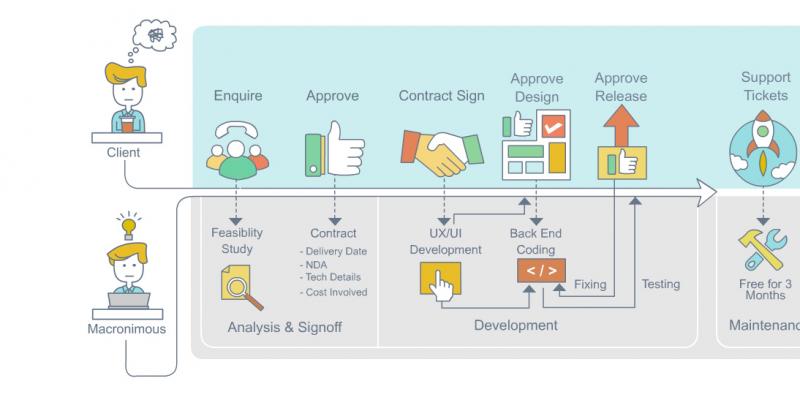 Client
Macronimous
Enquire
Approve
Contract Sign
Approve
Design
Approve
Release
Support
Tickets
Feasiblity
Study
Contract
- Delivery Date
- NDA
- Tech Details
- Cost Involved
UX/UI
Development
Back End
Coding
</>
Fixing
Testing
Free for 3
Months
Analysis & Signoff
Development
Maintenanc